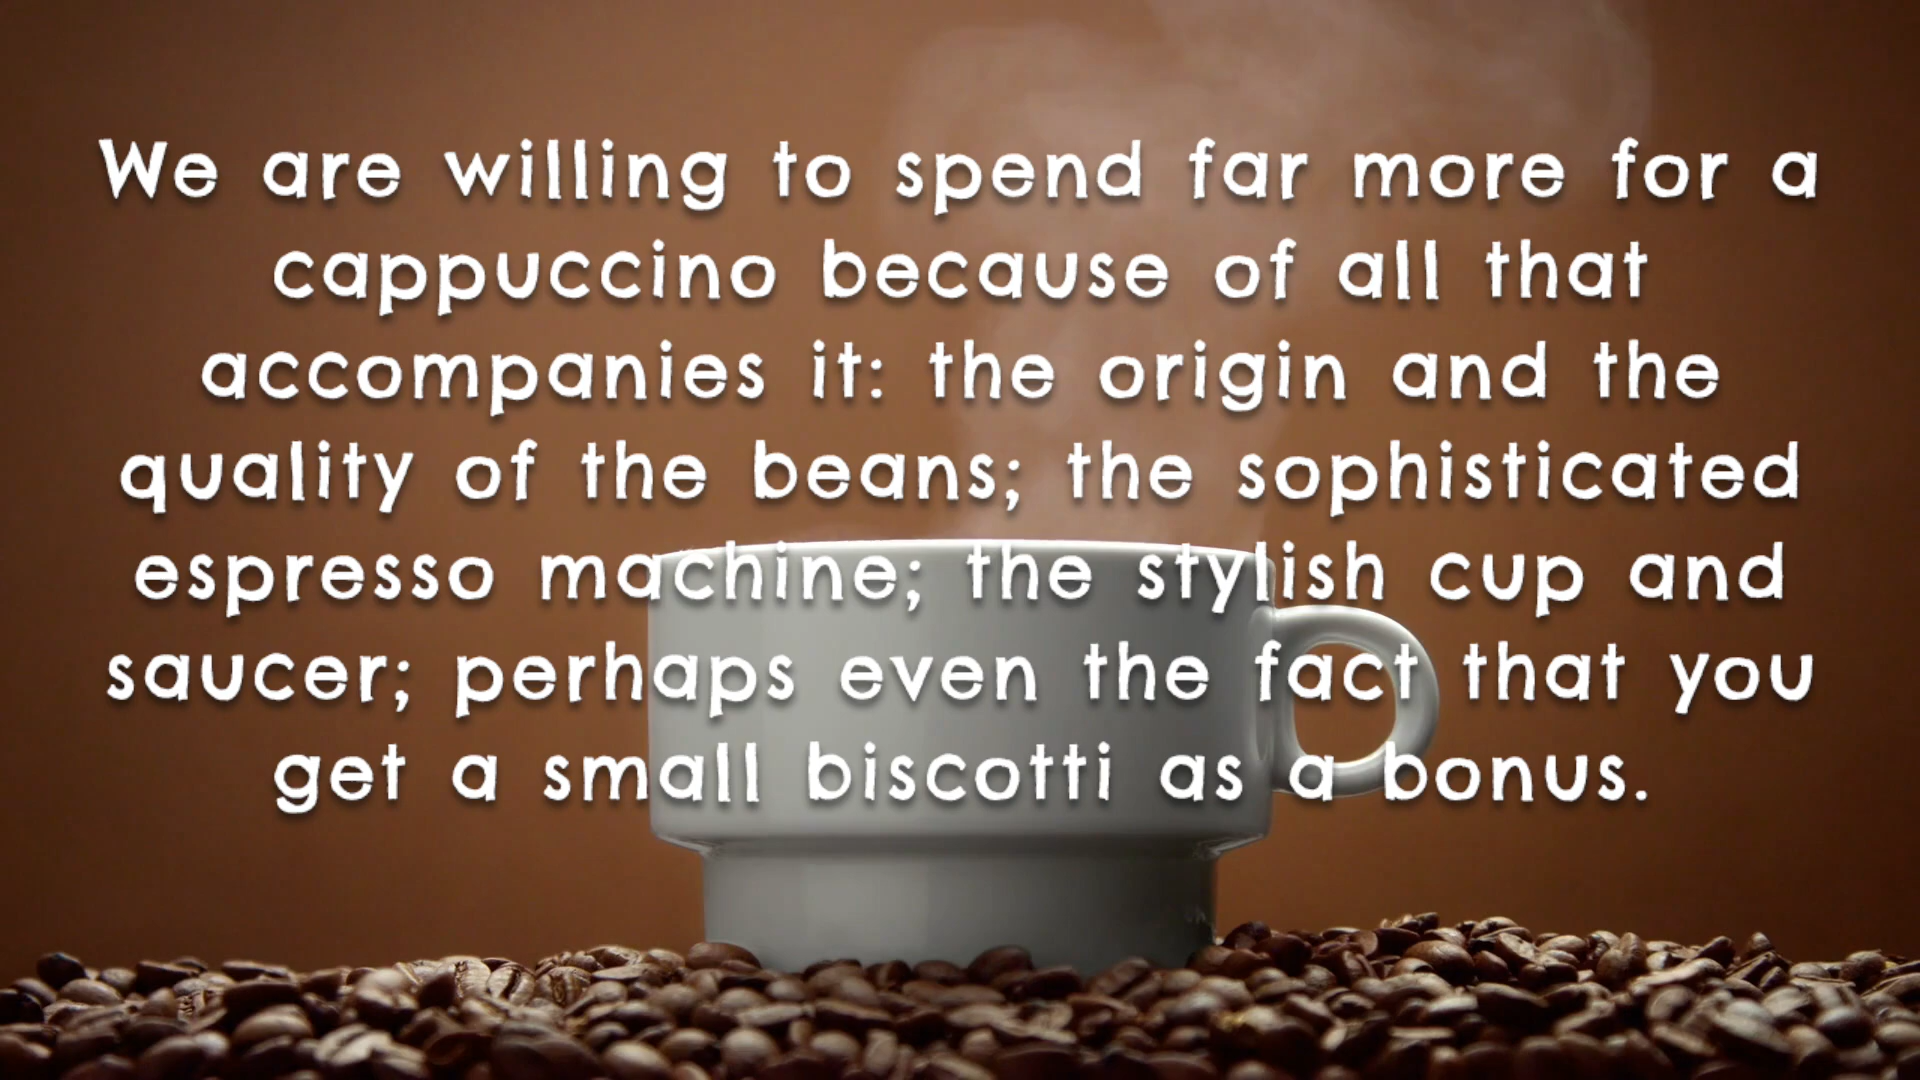 We are willing to spend far more for a
cappuccino because of all that
accompanies it: the origin and the
quality of the beans; the sophisticated
espresso machine; the stylish cup and
saucer; perhaps even the fact that you
get a small biscotti as a bonus.